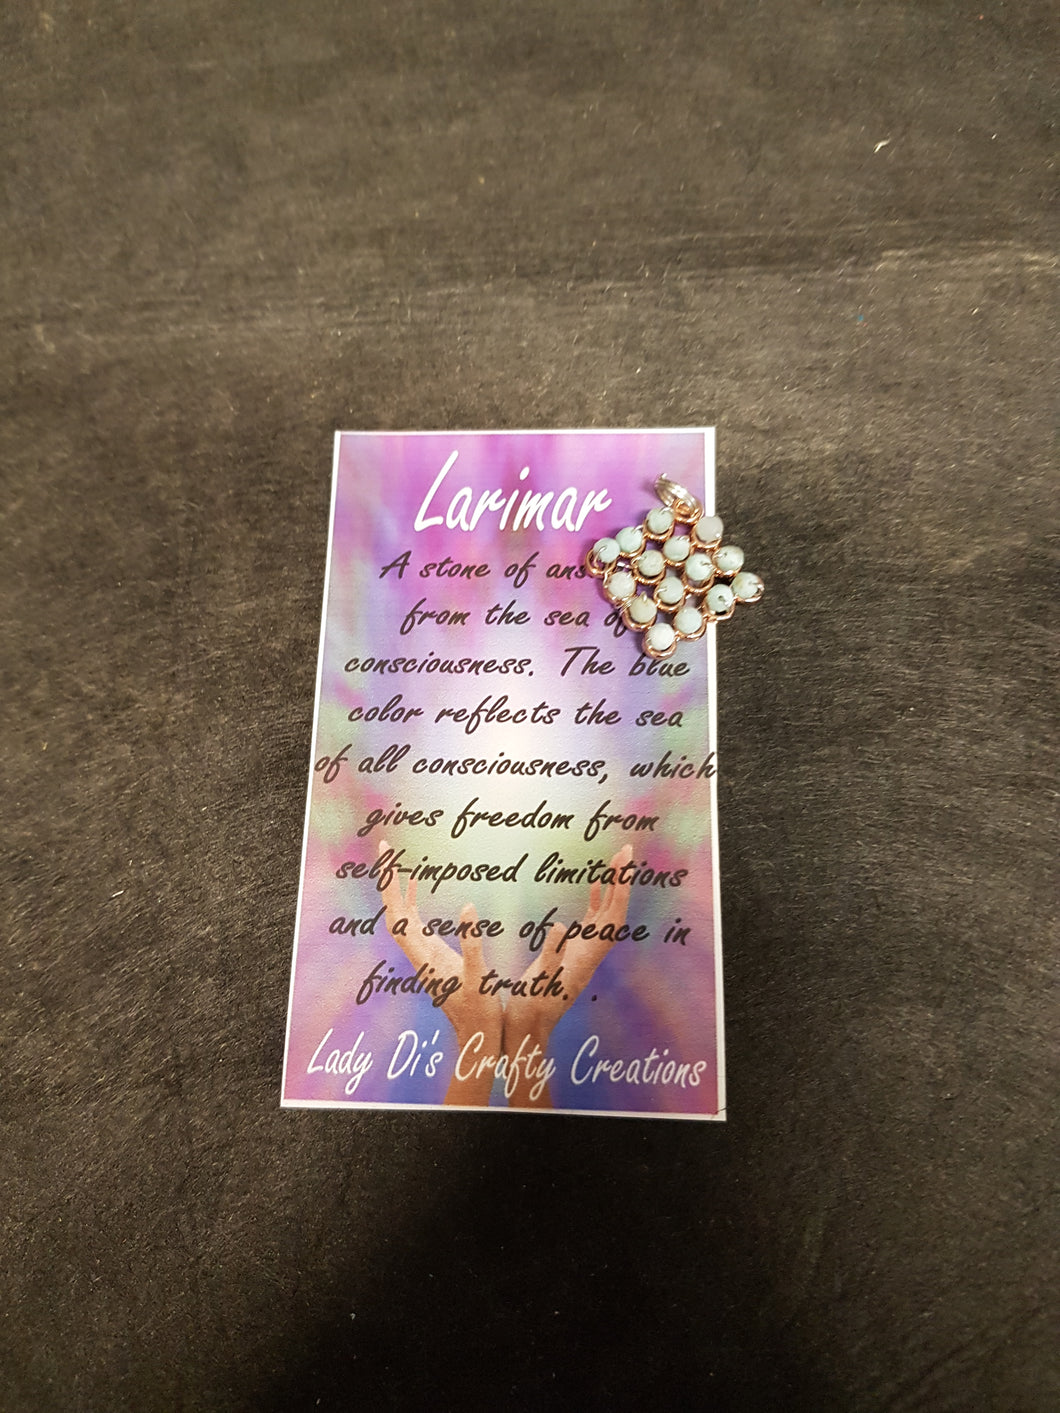 Larimar
A stone of
from the sea of
consciousness. The blue
color reflects the sea
of all consciousness, which
gives freedom from
self-imposed limitations
and a sense of peace in
finding truth. .
Lady Di's Crafty Creations